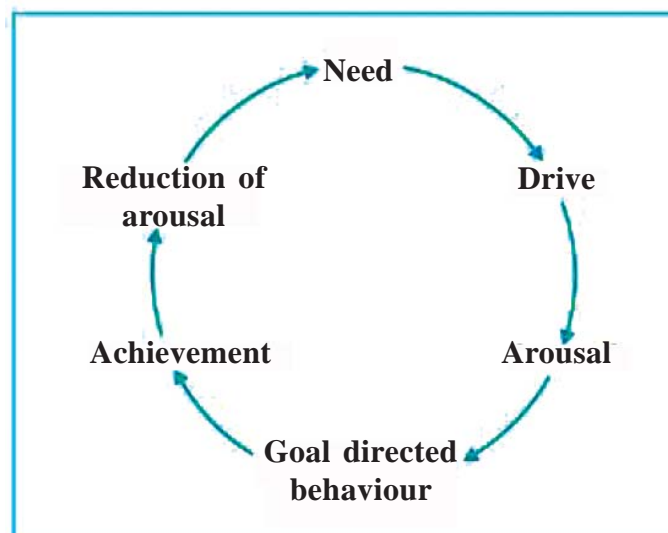 Need
Drive
Arousal
Goal directed
behaviour
Achievement
Reduction of
arousal